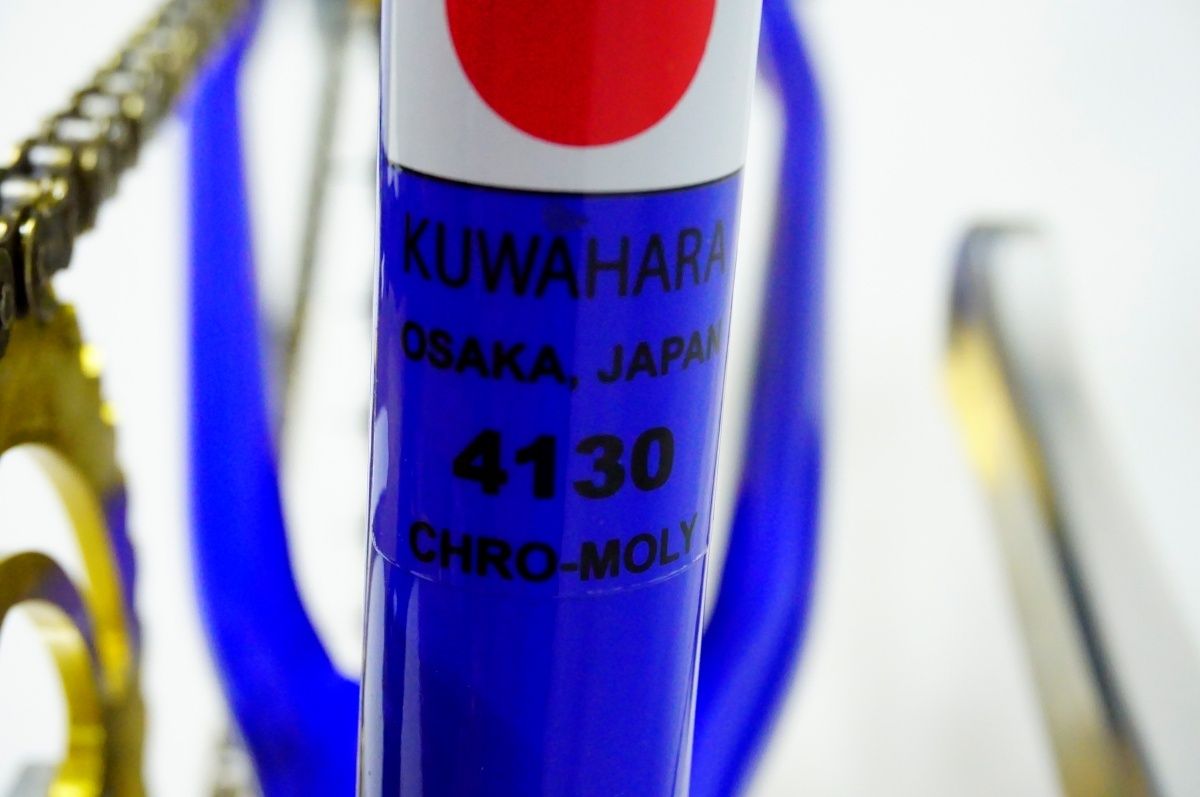 KUWAHARA
OSAKA, JAPAN
4130
CHRO-MOLY